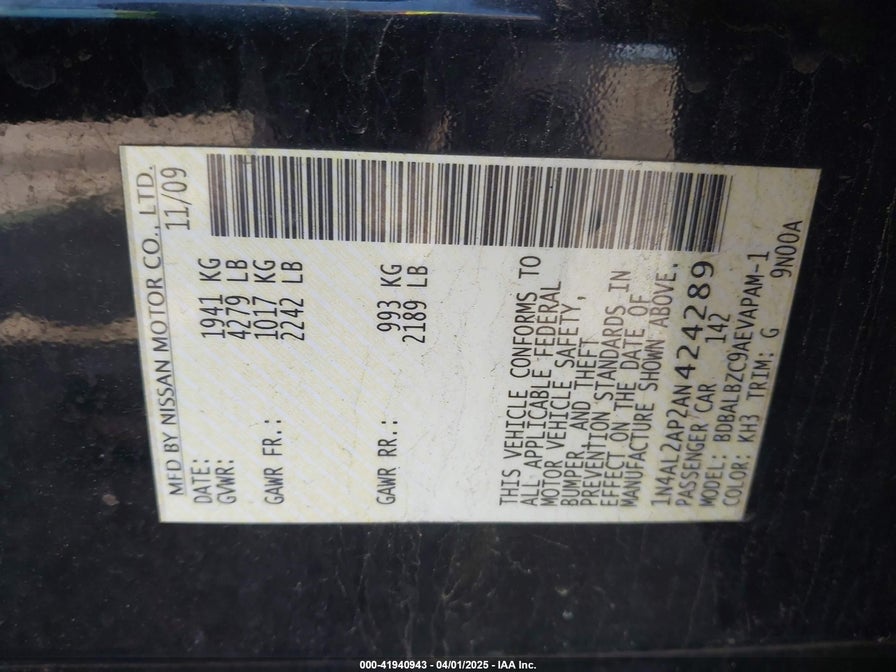 MFD BY NISSAN MOTOR CO., LTD.
DATE: 11/09
GVWR: 1941 KG
4279 LB
GAWR FR.: 1017 KG
2242 LB
GAWR RR.: 993 KG
2189 LB
THIS VEHICLE CONFORMS TO
ALL APPLICABLE FEDERAL
MOTOR VEHICLE SAFETY,
BUMPER, AND THEFT
PREVENTION STANDARDS IN
EFFECT ON THE DATE OF
MANUFACTURE SHOWN ABOVE.
1N4AL2AP2AN424289
PASSENGER CAR 142
MODEL: BDBALBZC9AEVAPAM-1
COLOR: KH3 TRIM: G 9N00A
000-41940943 / 04/01/2025 - IAA Inc.